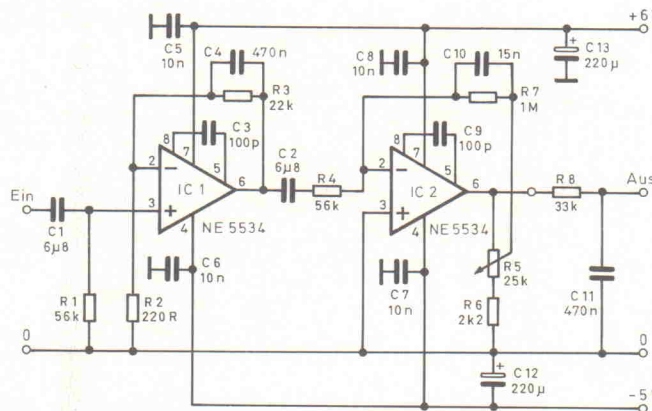 +6
C5
10n
C4
470n
C8
10n
C10
15n
+
C13
220µ
R3
22k
R7
1M
8
7
C3
100p
5
8
7
C9
100p
5
2
−
IC 1
6
C2
6µ8
R4
56k
2
−
IC 2
6
R8
33k
Aus
Ein
3
+
4
NE 5534
3
+
4
NE5534
C1
6µ8
C6
10n
C7
10n
R5
25k
R1
56k
R2
220R
R6
2k2
C11
470n
0
0
+
C12
220µ
-5